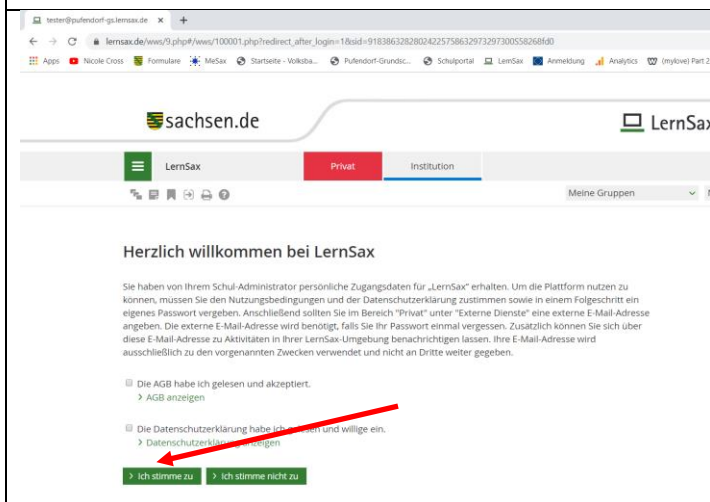 tester@pufendorf-gs.lernsax.de
lernsax.de/wws/9.php#/wws/100001.php?redirect_after_login=1&sid=91838632828024225758632973297300558268fd0
Apps Nicole Cross Formulare MeSax Startseite - Volksba... Pufendorf-Grundsc... Schulportal LernSax Anmeldung Analytics (mylove) Part 2
sachsen.de LernSax
LernSax Privat Institution
Meine Gruppen
Herzlich willkommen bei LernSax
Sie haben von Ihrem Schul-Administrator persönliche Zugangsdaten für „LernSax" erhalten. Um die Plattform nutzen zu
können, müssen Sie den Nutzungsbedingungen und der Datenschutzerklärung zustimmen sowie in einem Folgeschritt ein
eigenes Passwort vergeben. Anschließend sollten Sie im Bereich "Privat" unter "Externe Dienste" eine externe E-Mail-Adresse
angeben. Die externe E-Mail-Adresse wird benötigt, falls Sie Ihr Passwort einmal vergessen. Zusätzlich können Sie sich über
diese E-Mail-Adresse zu Aktivitäten in Ihrer LernSax-Umgebung benachrichtigen lassen. Ihre E-Mail-Adresse wird
ausschließlich zu den vorgenannten Zwecken verwendet und nicht an Dritte weiter gegeben.
Die AGB habe ich gelesen und akzeptiert.
> AGB anzeigen
Die Datenschutzerklärung habe ich gelesen und willige ein.
> Datenschutzerklärung anzeigen
> Ich stimme zu > Ich stimme nicht zu